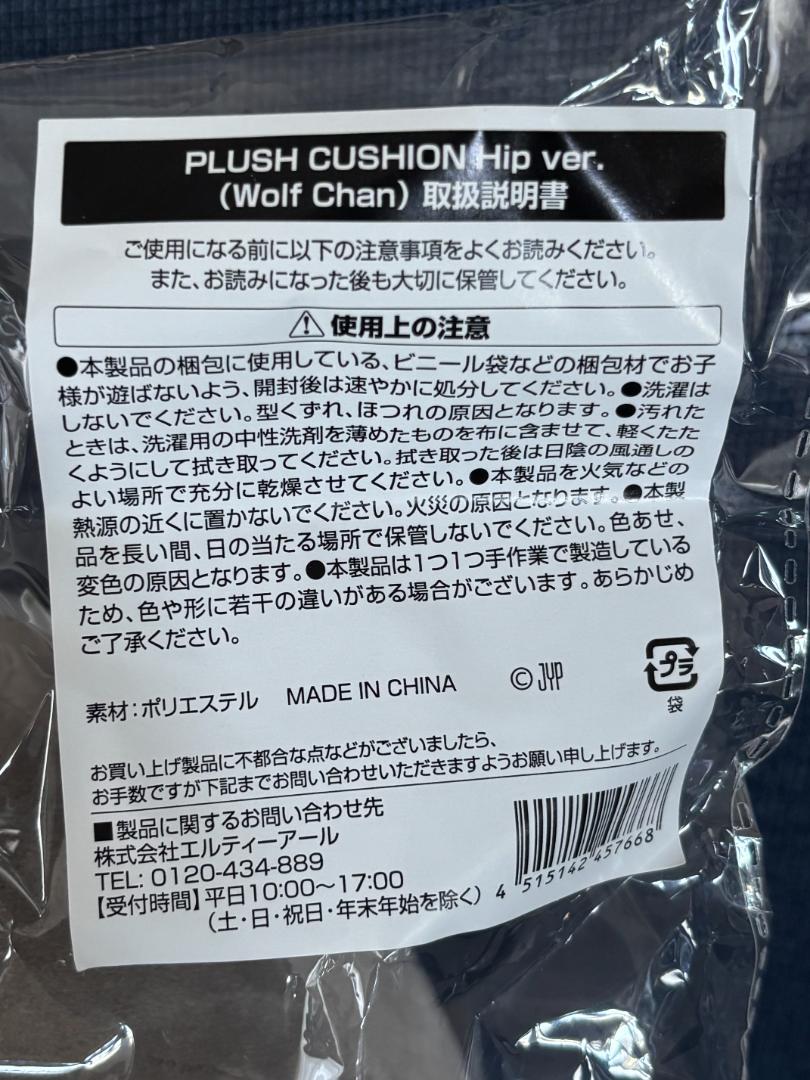 PLUSH CUSHION Hip ver.
(Wolf Chan) 取扱説明書
ご使用になる前に以下の注意事項をよくお読みください。
また、お読みになった後も大切に保管してください。
⚠使用上の注意
●本製品の梱包に使用している、ビニール袋などの梱包材でお子
様が遊ばないよう、開封後は速やかに処分してください。●洗濯は
しないでください。型くずれ、ほつれの原因となります。●汚れた
ときは、洗濯用の中性洗剤を薄めたものを布に含ませて、軽くたた
くようにして拭き取ってください。拭き取った後は日陰の風通しの
よい場所で充分に乾燥させてください。●本製品を火気などの
熱源の近くに置かないでください。火災の原因となります。●本製
品を長い間、日の当たる場所で保管しないでください。色あせ、
変色の原因となります。●本製品は1つ1つ手作業で製造している
ため、色や形に若干の違いがある場合がございます。あらかじめ
ご了承ください。
素材：ポリエステル MADE IN CHINA ©JYP
プラ
袋
お買い上げ製品に不都合な点などがございましたら、
お手数ですが下記までお問い合わせいただきますようお願い申し上げます。
■製品に関するお問い合わせ先
株式会社エルティーアール
TEL: 0120-434-889
【受付時間】平日10:00～17:00
（土・日・祝日・年末年始を除く）
4 515142 457668